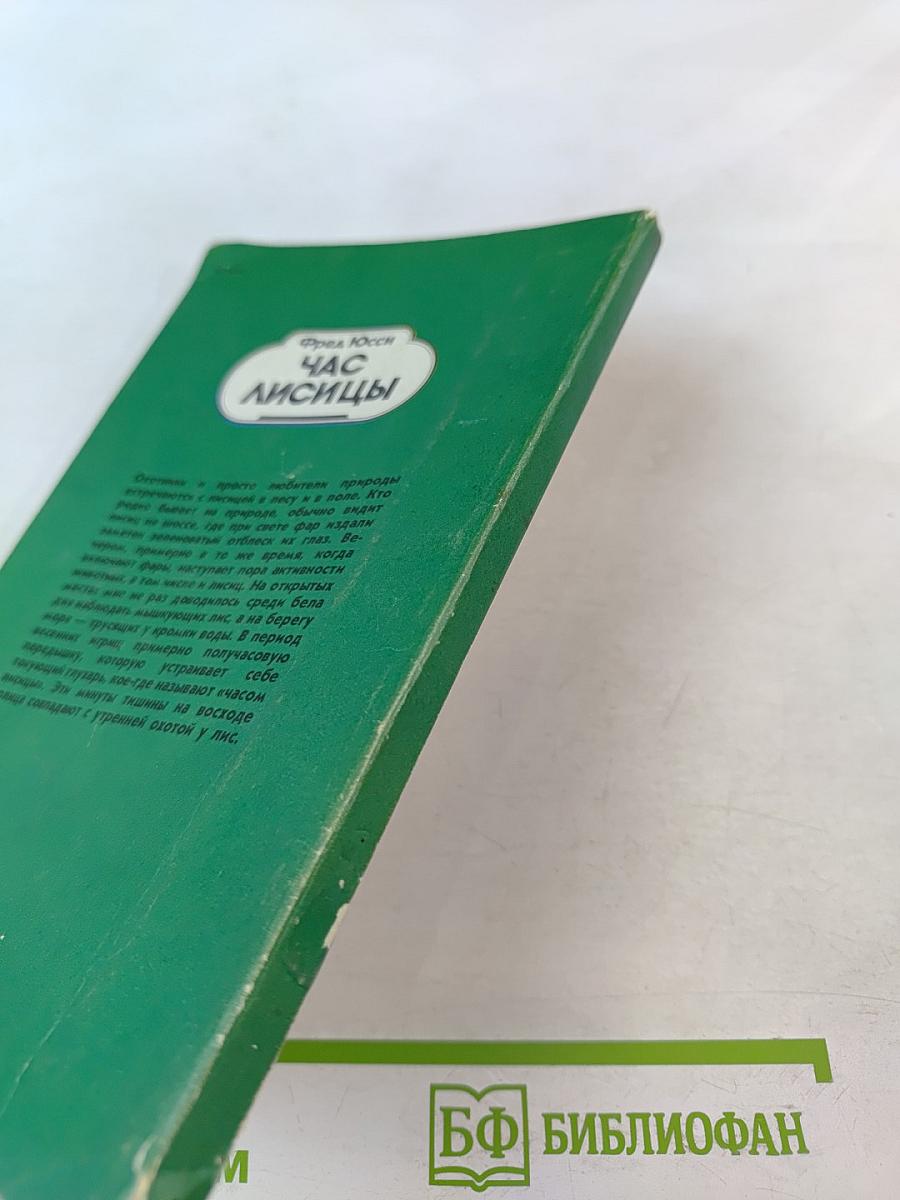 Фред Юсси
ЧАС
ЛИСИЦЫ
Охотники и просто любители природы
встречаются с лисицей в лесу и в поле. Кто
редко бывает на природе, обычно видит
лисиц на шоссе, где при свете фар издали
заметен зеленоватый отблеск их глаз. Ве-
чером, примерно в то же время, когда
включают фары, наступает пора активности
животных, в том числе и лисиц. На открытых
местах мне не раз доводилось среди бела
дня наблюдать мышкующих лис, а на берегу
моря — трусящих у кромки воды. В период
весенних игрищ примерно получасовую
передышку, которую устраивает себе
токующий глухарь, кое-где называют «часом
лисицы». Эти минуты тишины на восходе
солнца совпадают с утренней охотой у лис.
БФ БИБЛИОФАН
М